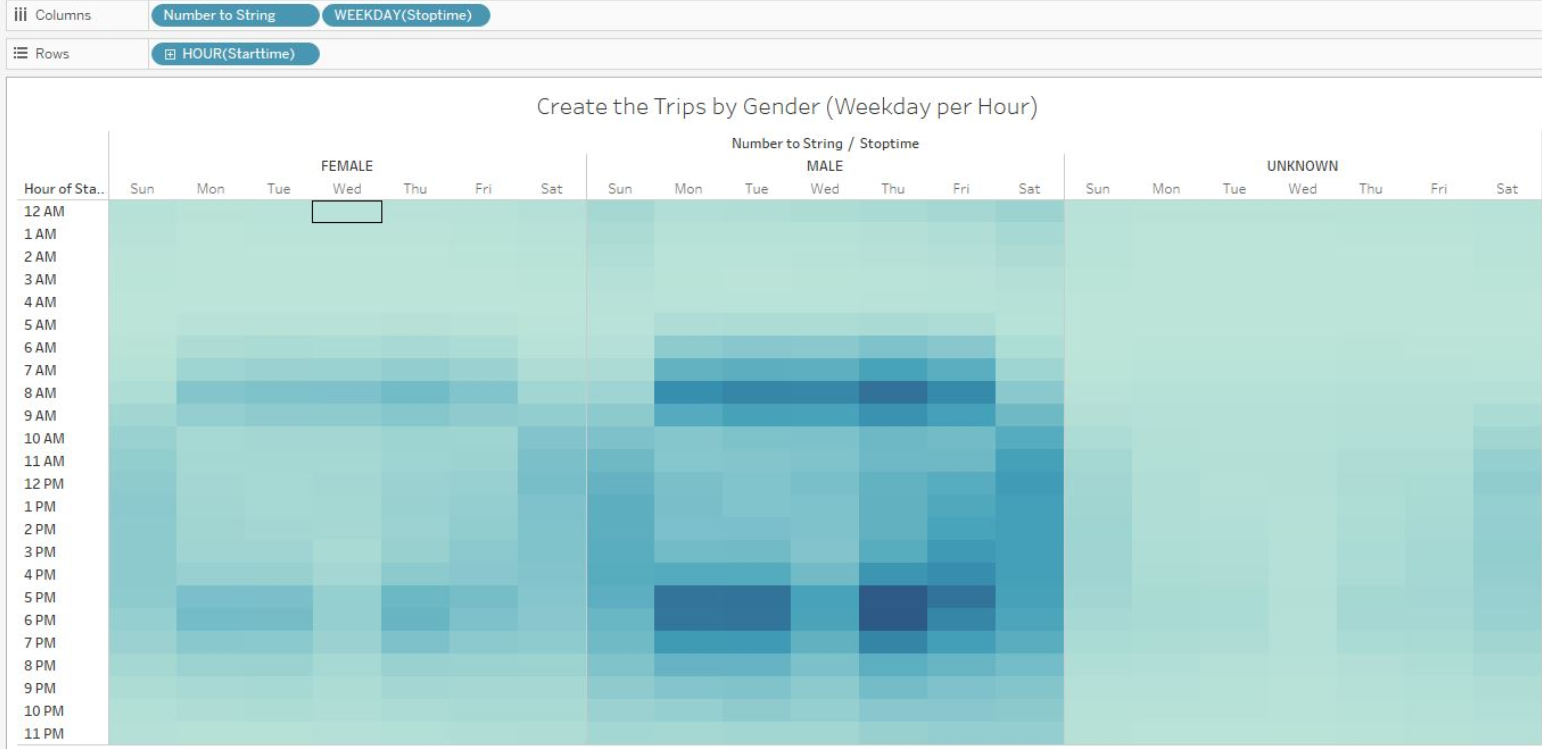 Columns Number to String WEEKDAY(Stoptime)
Rows HOUR(Starttime)
Create the Trips by Gender (Weekday per Hour)
Number to String / Stoptime
FEMALE MALE UNKNOWN
Hour of Sta.. Sun Mon Tue Wed Thu Fri Sat Sun Mon Tue Wed Thu Fri Sat Sun Mon Tue Wed Thu Fri Sat
12 AM
1 AM
2 AM
3 AM
4 AM
5 AM
6 AM
7 AM
8 AM
9 AM
10 AM
11 AM
12 PM
1 PM
2 PM
3 PM
4 PM
5 PM
6 PM
7 PM
8 PM
9 PM
10 PM
11 PM